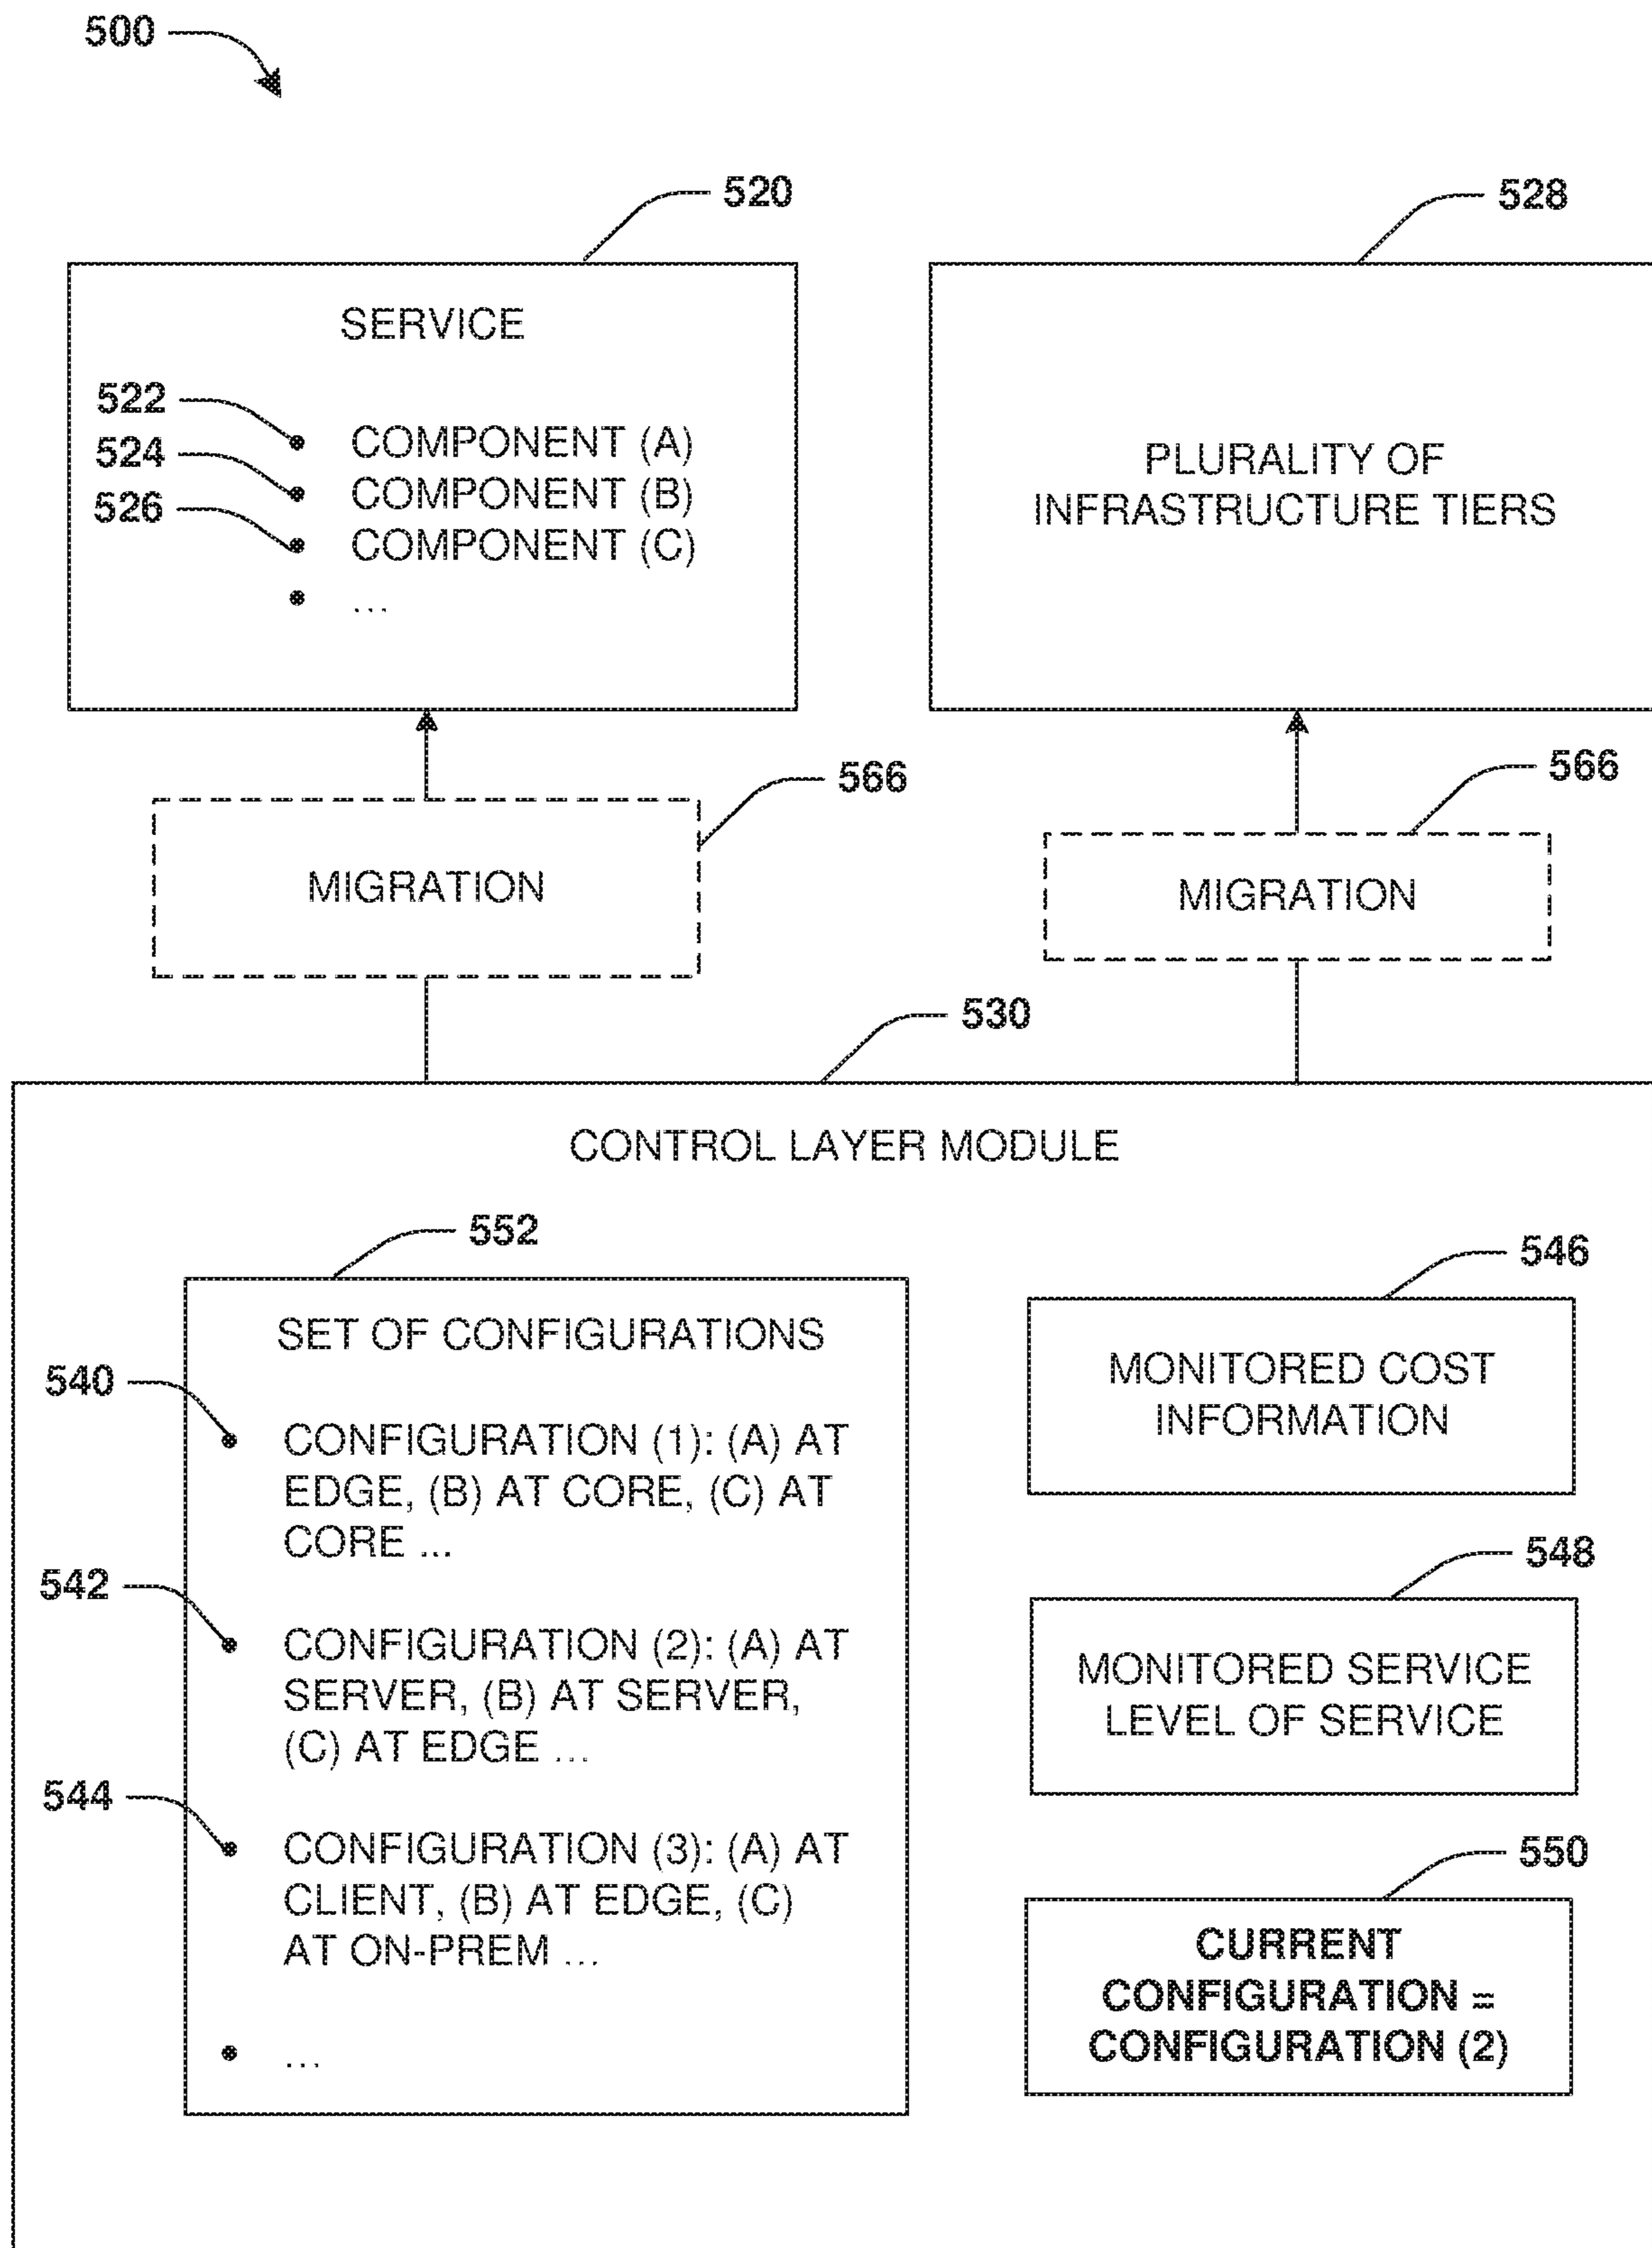 500
520
528
SERVICE
522
COMPONENT (A)
524
COMPONENT (B)
526
COMPONENT (C)
...
PLURALITY OF
INFRASTRUCTURE TIERS
566
MIGRATION
566
MIGRATION
530
CONTROL LAYER MODULE
552
SET OF CONFIGURATIONS
540
CONFIGURATION (1): (A) AT
EDGE, (B) AT CORE, (C) AT
CORE ...
542
CONFIGURATION (2): (A) AT
SERVER, (B) AT SERVER,
(C) AT EDGE ...
544
CONFIGURATION (3): (A) AT
CLIENT, (B) AT EDGE, (C)
AT ON-PREM ...
...
546
MONITORED COST
INFORMATION
548
MONITORED SERVICE
LEVEL OF SERVICE
550
CURRENT
CONFIGURATION =
CONFIGURATION (2)